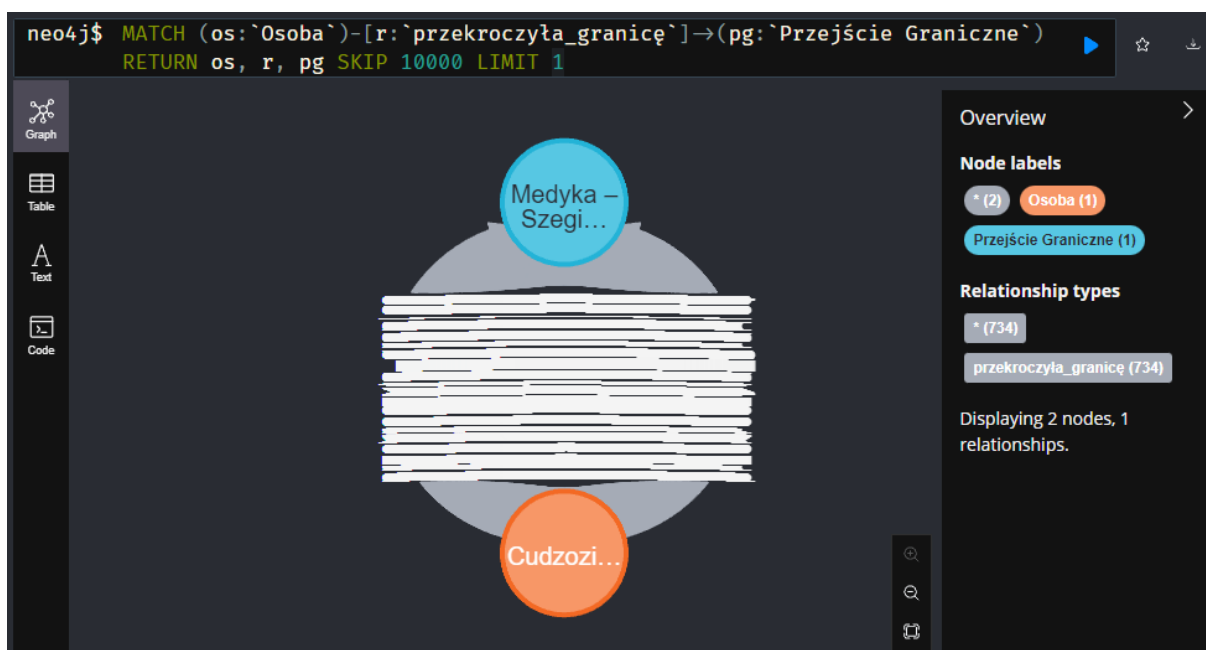 neo4j$ MATCH (os:`Osoba`)-[r:`przekroczyła_granicę`]→(pg:`Przejście Graniczne`)
RETURN os, r, pg SKIP 10000 LIMIT 1
Graph
Table
Text
Code
Medyka –
Szegi...
Cudzozi...
Overview
Node labels
* (2) Osoba (1)
Przejście Graniczne (1)
Relationship types
* (734)
przekroczyła_granicę (734)
Displaying 2 nodes, 1
relationships.